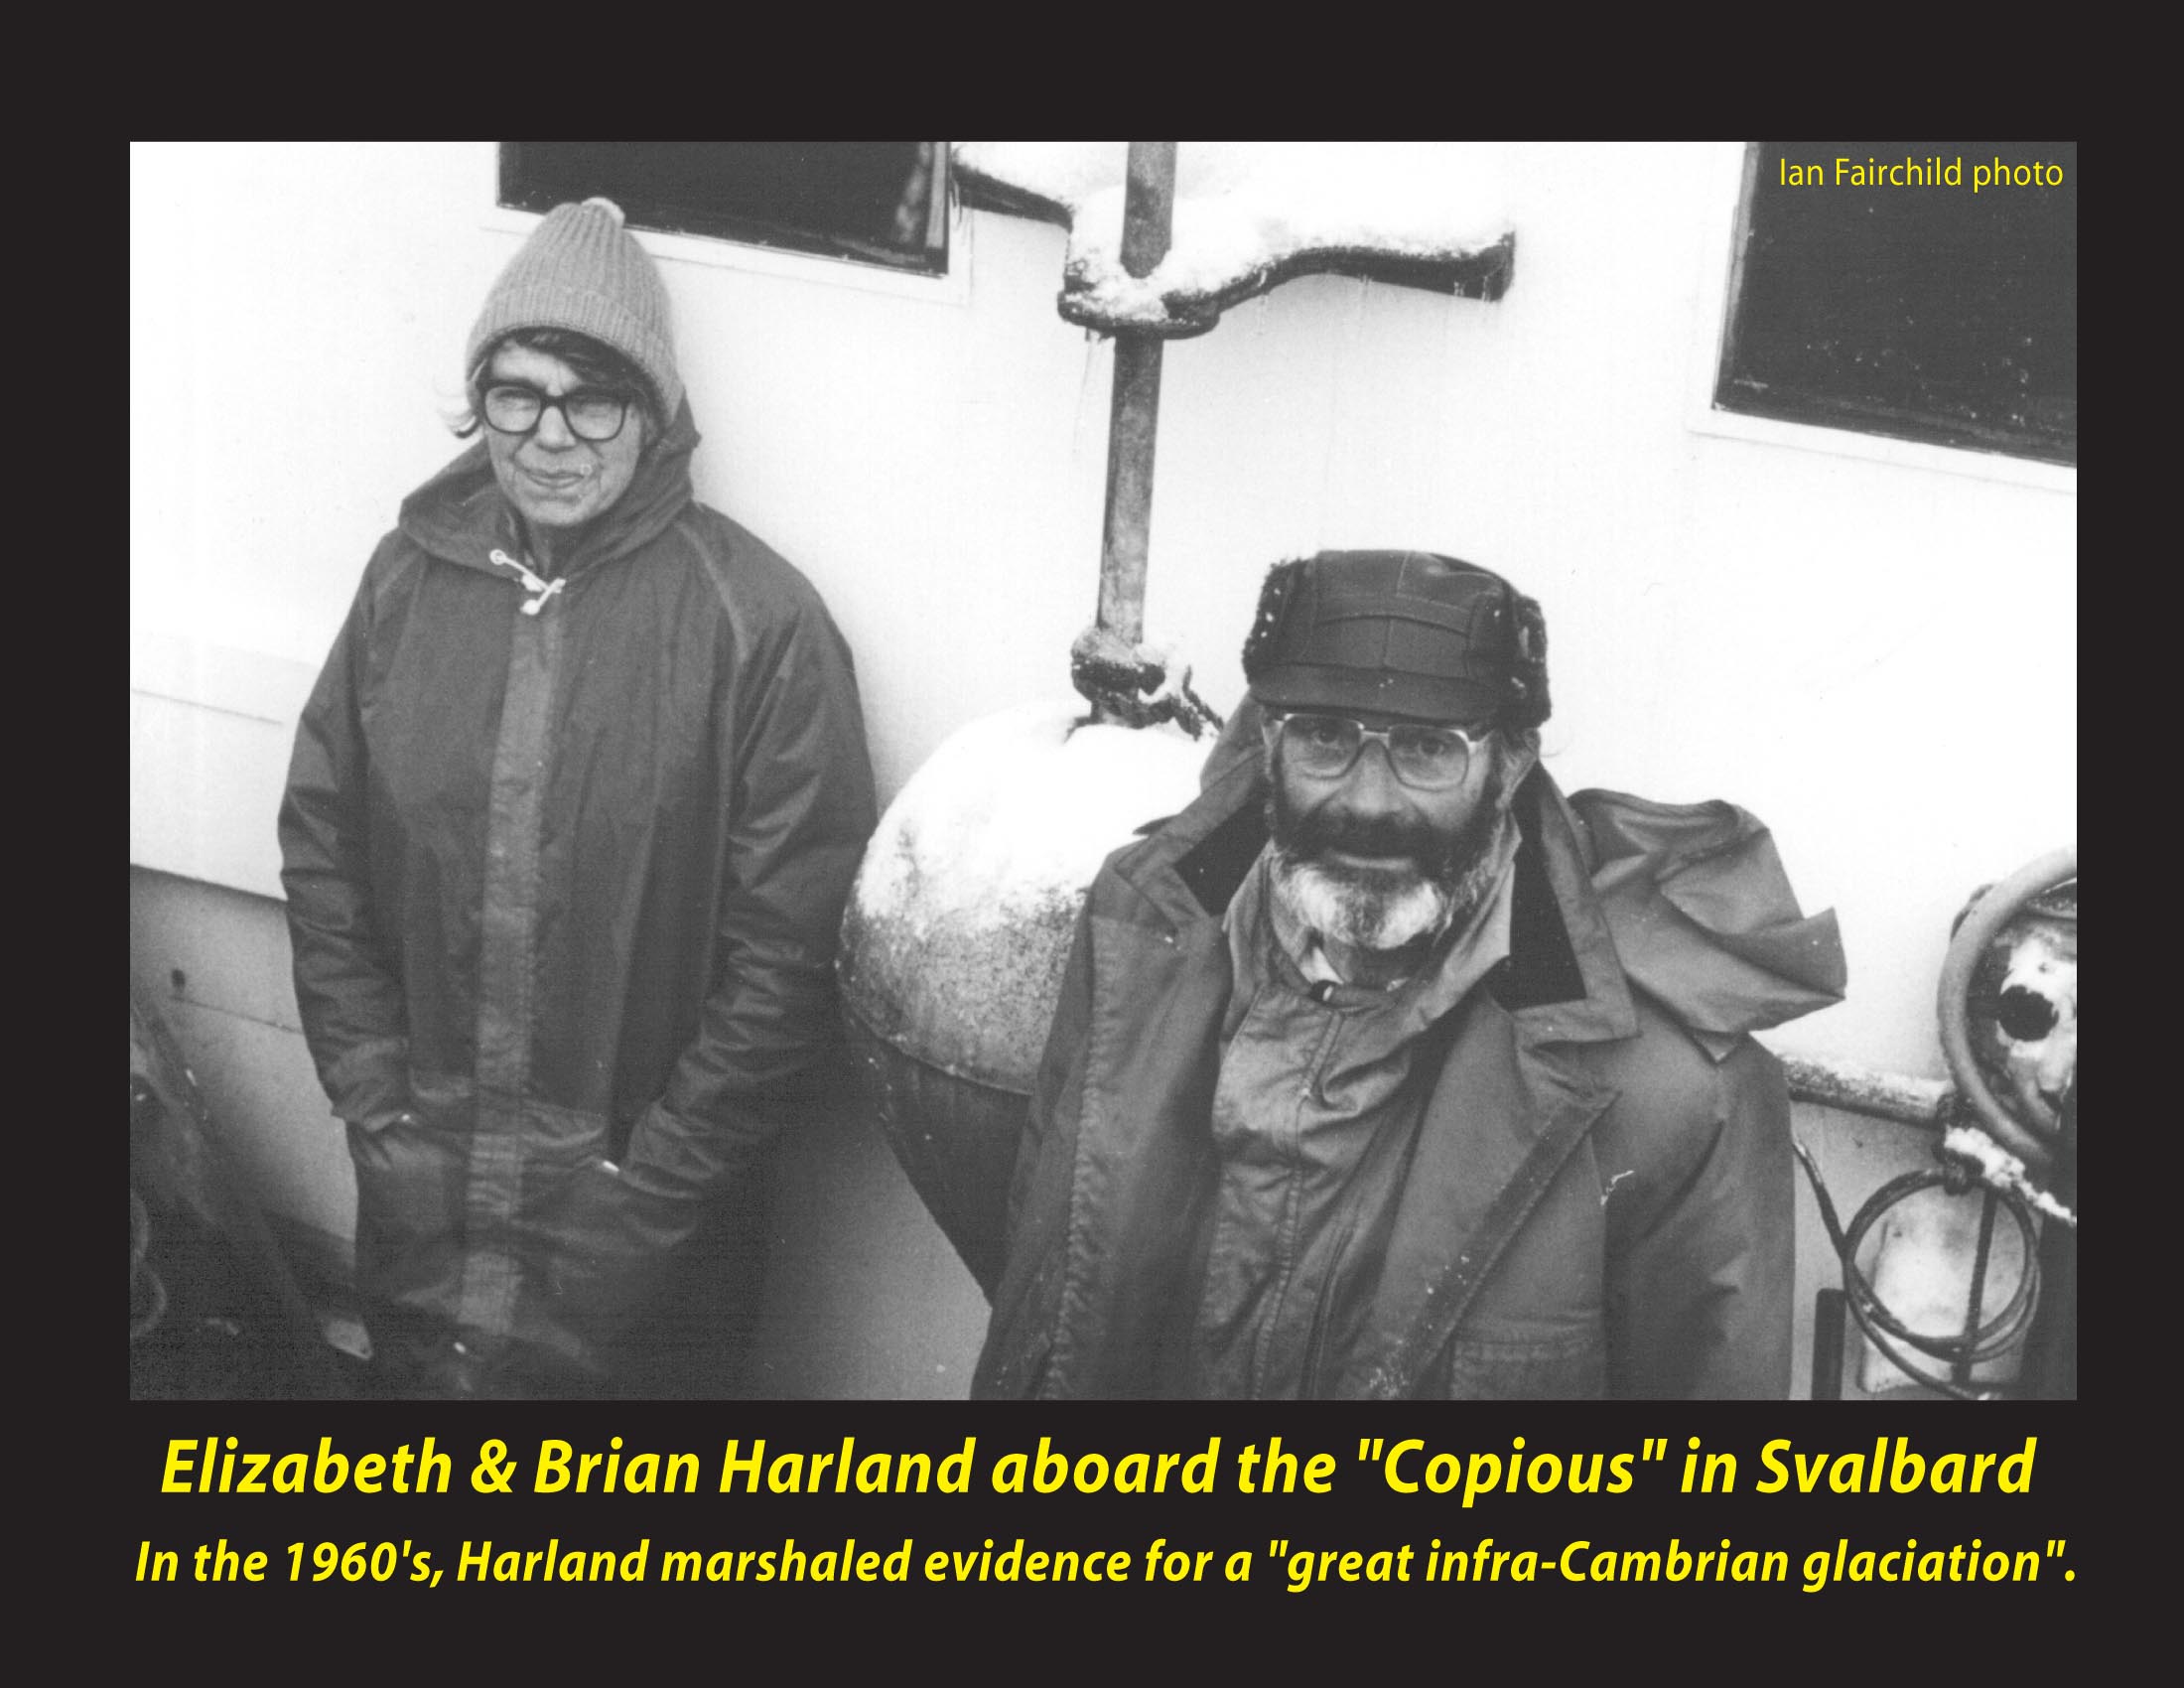 Ian Fairchild photo
Elizabeth & Brian Harland aboard the "Copious" in Svalbard
In the 1960's, Harland marshaled evidence for a "great infra-Cambrian glaciation".